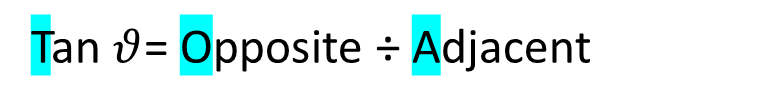 Tan 𝜗= Opposite ÷ Adjacent